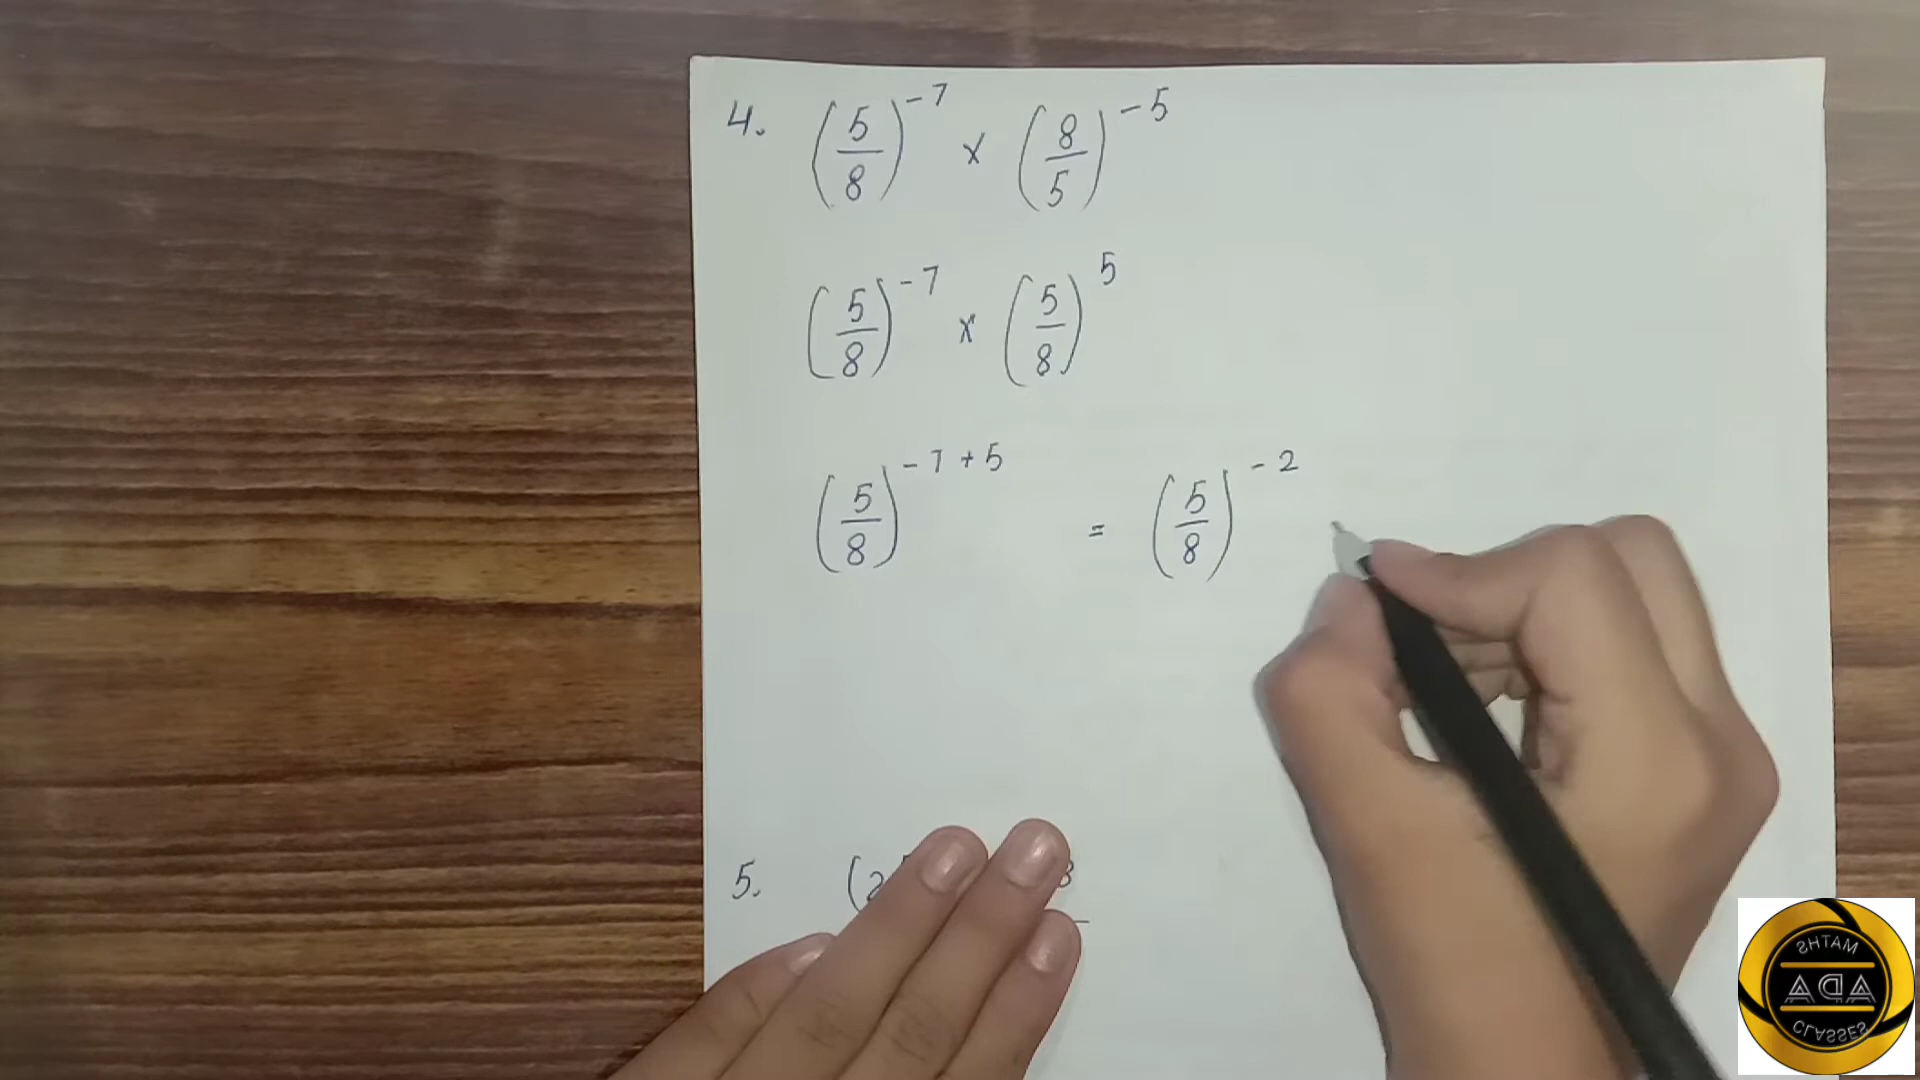 4. (5/8)^-7 × (8/5)^-5
(5/8)^-7 × (5/8)^5
(5/8)^-7+5 = (5/8)^-2
5.
MATHS
ADA
CLASSES